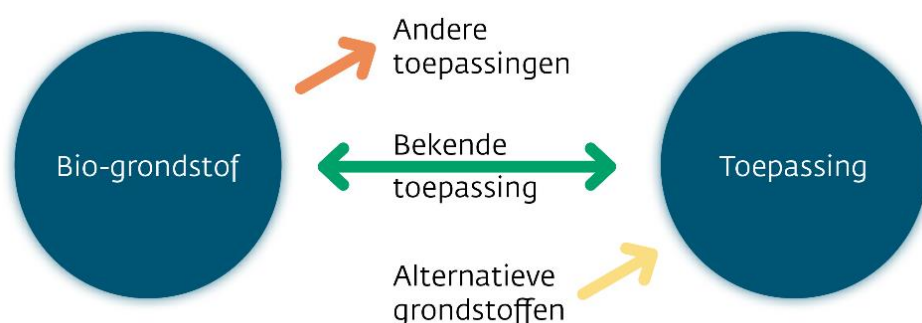 Andere
toepassingen
Bio-grondstof
Bekende
toepassing
Toepassing
Alternatieve
grondstoffen